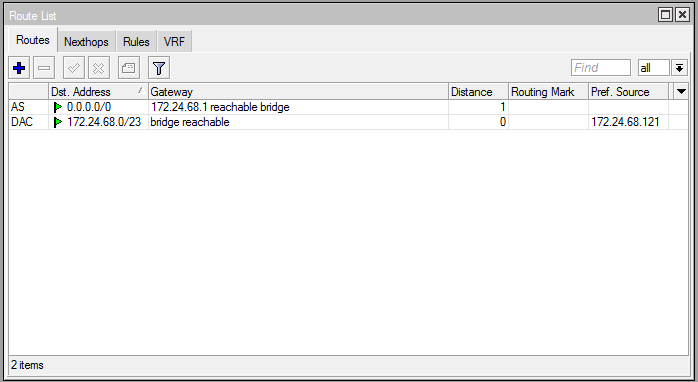 Route List
Routes Nexthops Rules VRF
Find all
Dst. Address Gateway Distance Routing Mark Pref. Source
AS 0.0.0.0/0 172.24.68.1 reachable bridge 1
DAC 172.24.68.0/23 bridge reachable 0 172.24.68.121
2 items